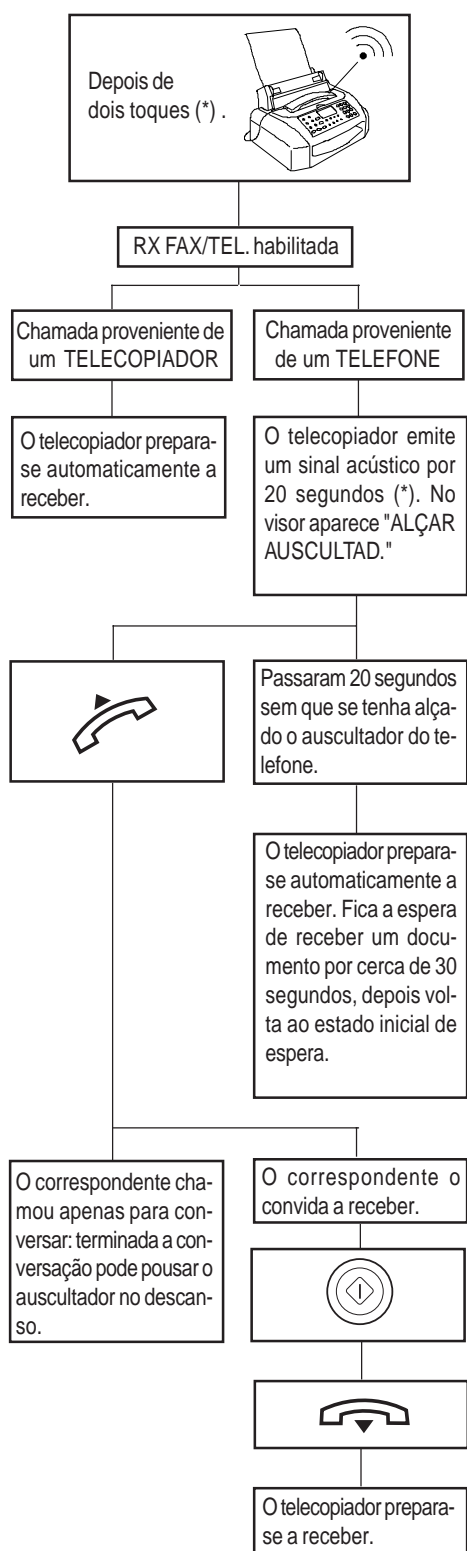 Depois de
dois toques (*) .
RX FAX/TEL. habilitada
Chamada proveniente de
um TELECOPIADOR
Chamada proveniente
de um TELEFONE
O telecopiador prepara-
se automaticamente a
receber.
O telecopiador emite
um sinal acústico por
20 segundos (*). No
visor aparece "ALÇAR
AUSCULTAD."
Passaram 20 segundos
sem que se tenha alça-
do o auscultador do te-
lefone.
O telecopiador prepara-
se automaticamente a
receber. Fica a espera
de receber um docu-
mento por cerca de 30
segundos, depois vol-
ta ao estado inicial de
espera.
O correspondente cha-
mou apenas para con-
versar: terminada a con-
versação pode pousar o
auscultador no descan-
so.
O correspondente o
convida a receber.
O telecopiador prepara-
se a receber.